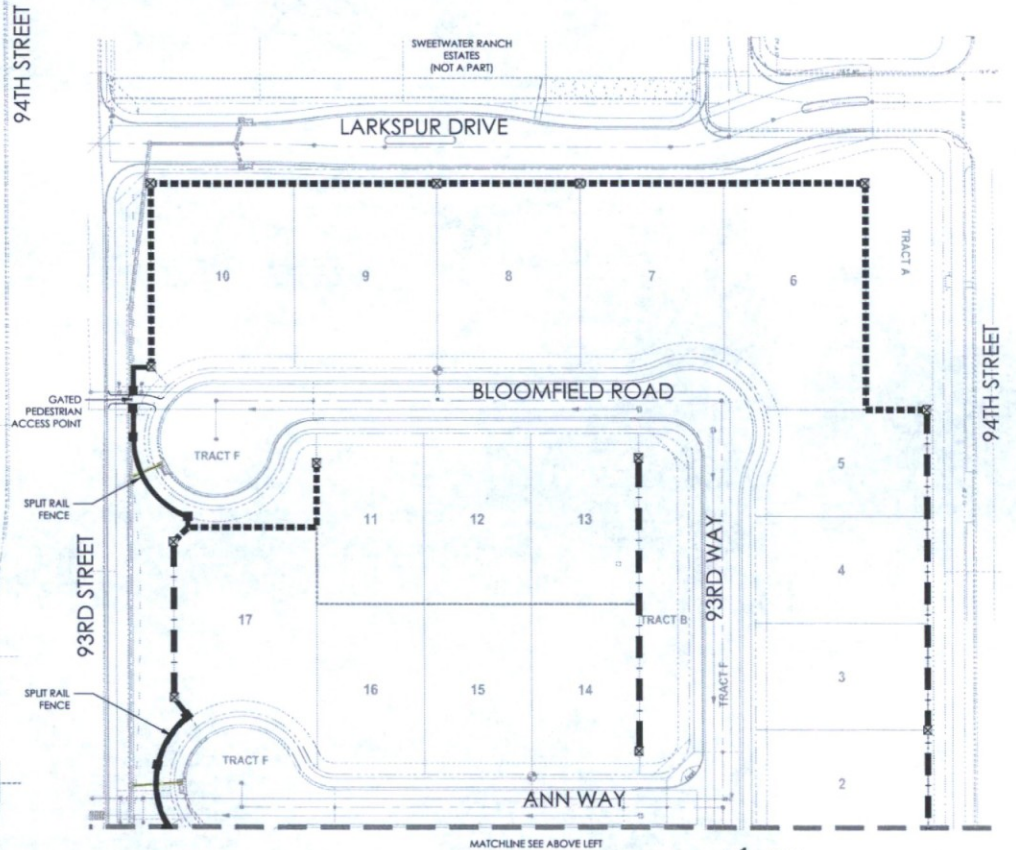 94TH STREET
SWEETWATER RANCH
ESTATES
(NOT A PART)
LARKSPUR DRIVE
TRACT A
10
9
8
7
6
94TH STREET
BLOOMFIELD ROAD
GATED
PEDESTRIAN
ACCESS POINT
TRACT F
5
SPLIT RAIL
FENCE
11
12
13
93RD WAY
4
93RD STREET
17
TRACT B
16
15
14
3
TRACT F
SPLIT RAIL
FENCE
TRACT F
2
ANN WAY
MATCHLINE SEE ABOVE LEFT